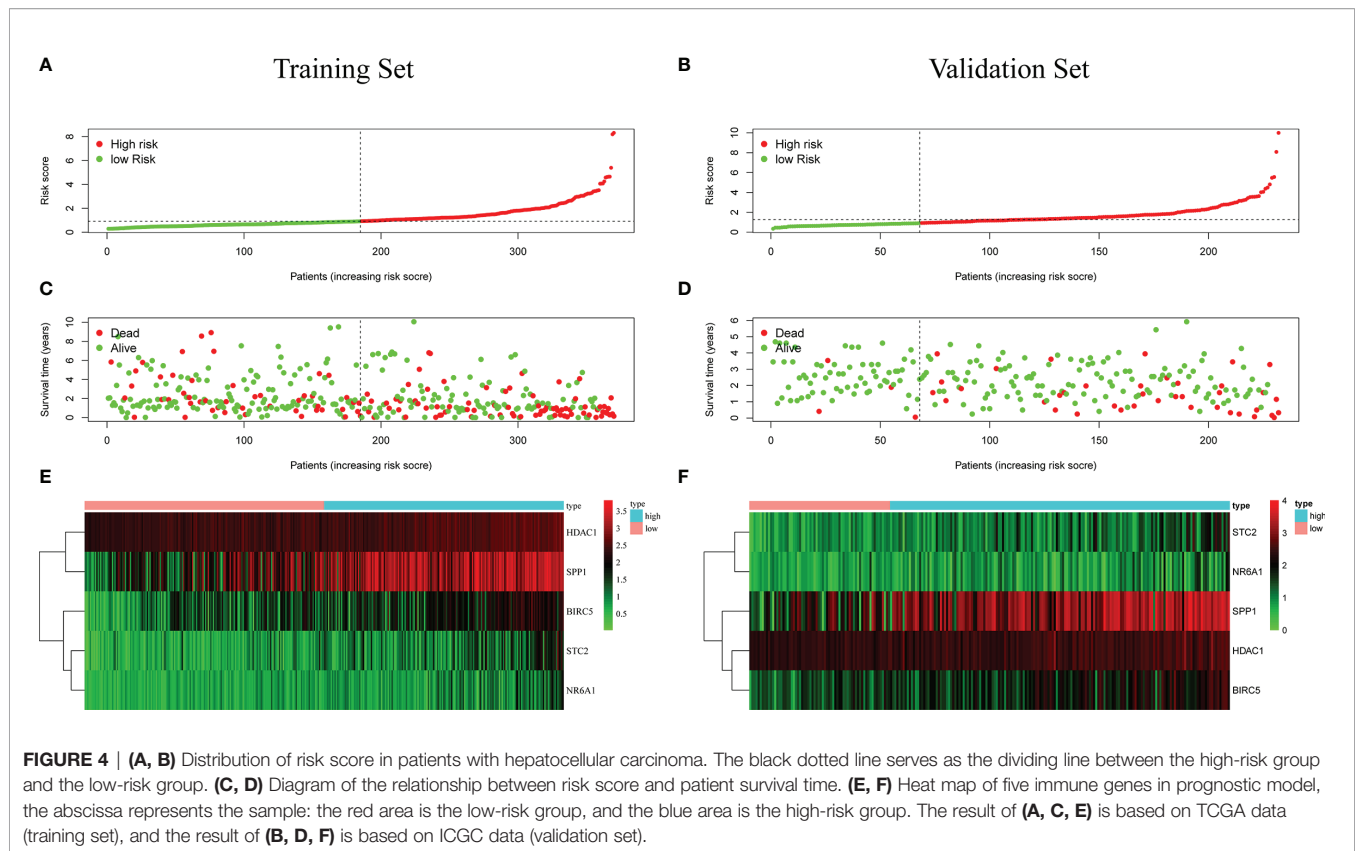 A
Training Set
B
Validation Set
Risk score
8
6
4
2
0
High risk
low Risk
0
100
200
300
Patients (increasing risk socre)
Risk score
10
8
6
4
2
0
High risk
low Risk
0
50
100
150
200
Patients (increasing risk socre)
C
Survival time (years)
10
8
6
4
2
0
Dead
Alive
0
100
200
300
Patients (increasing risk socre)
D
Survival time (years)
6
5
4
3
2
1
0
Dead
Alive
0
50
100
150
200
Patients (increasing risk socre)
E
type
HDAC1
SPP1
BIRC5
STC2
NR6A1
3.5
3
2.5
2
1.5
1
0.5
type
high
low
F
type
STC2
NR6A1
SPP1
HDAC1
BIRC5
4
3
2
1
0
type
high
low
FIGURE 4 | (A, B) Distribution of risk score in patients with hepatocellular carcinoma. The black dotted line serves as the dividing line between the high-risk group
and the low-risk group. (C, D) Diagram of the relationship between risk score and patient survival time. (E, F) Heat map of five immune genes in prognostic model,
the abscissa represents the sample: the red area is the low-risk group, and the blue area is the high-risk group. The result of (A, C, E) is based on TCGA data
(training set), and the result of (B, D, F) is based on ICGC data (validation set).